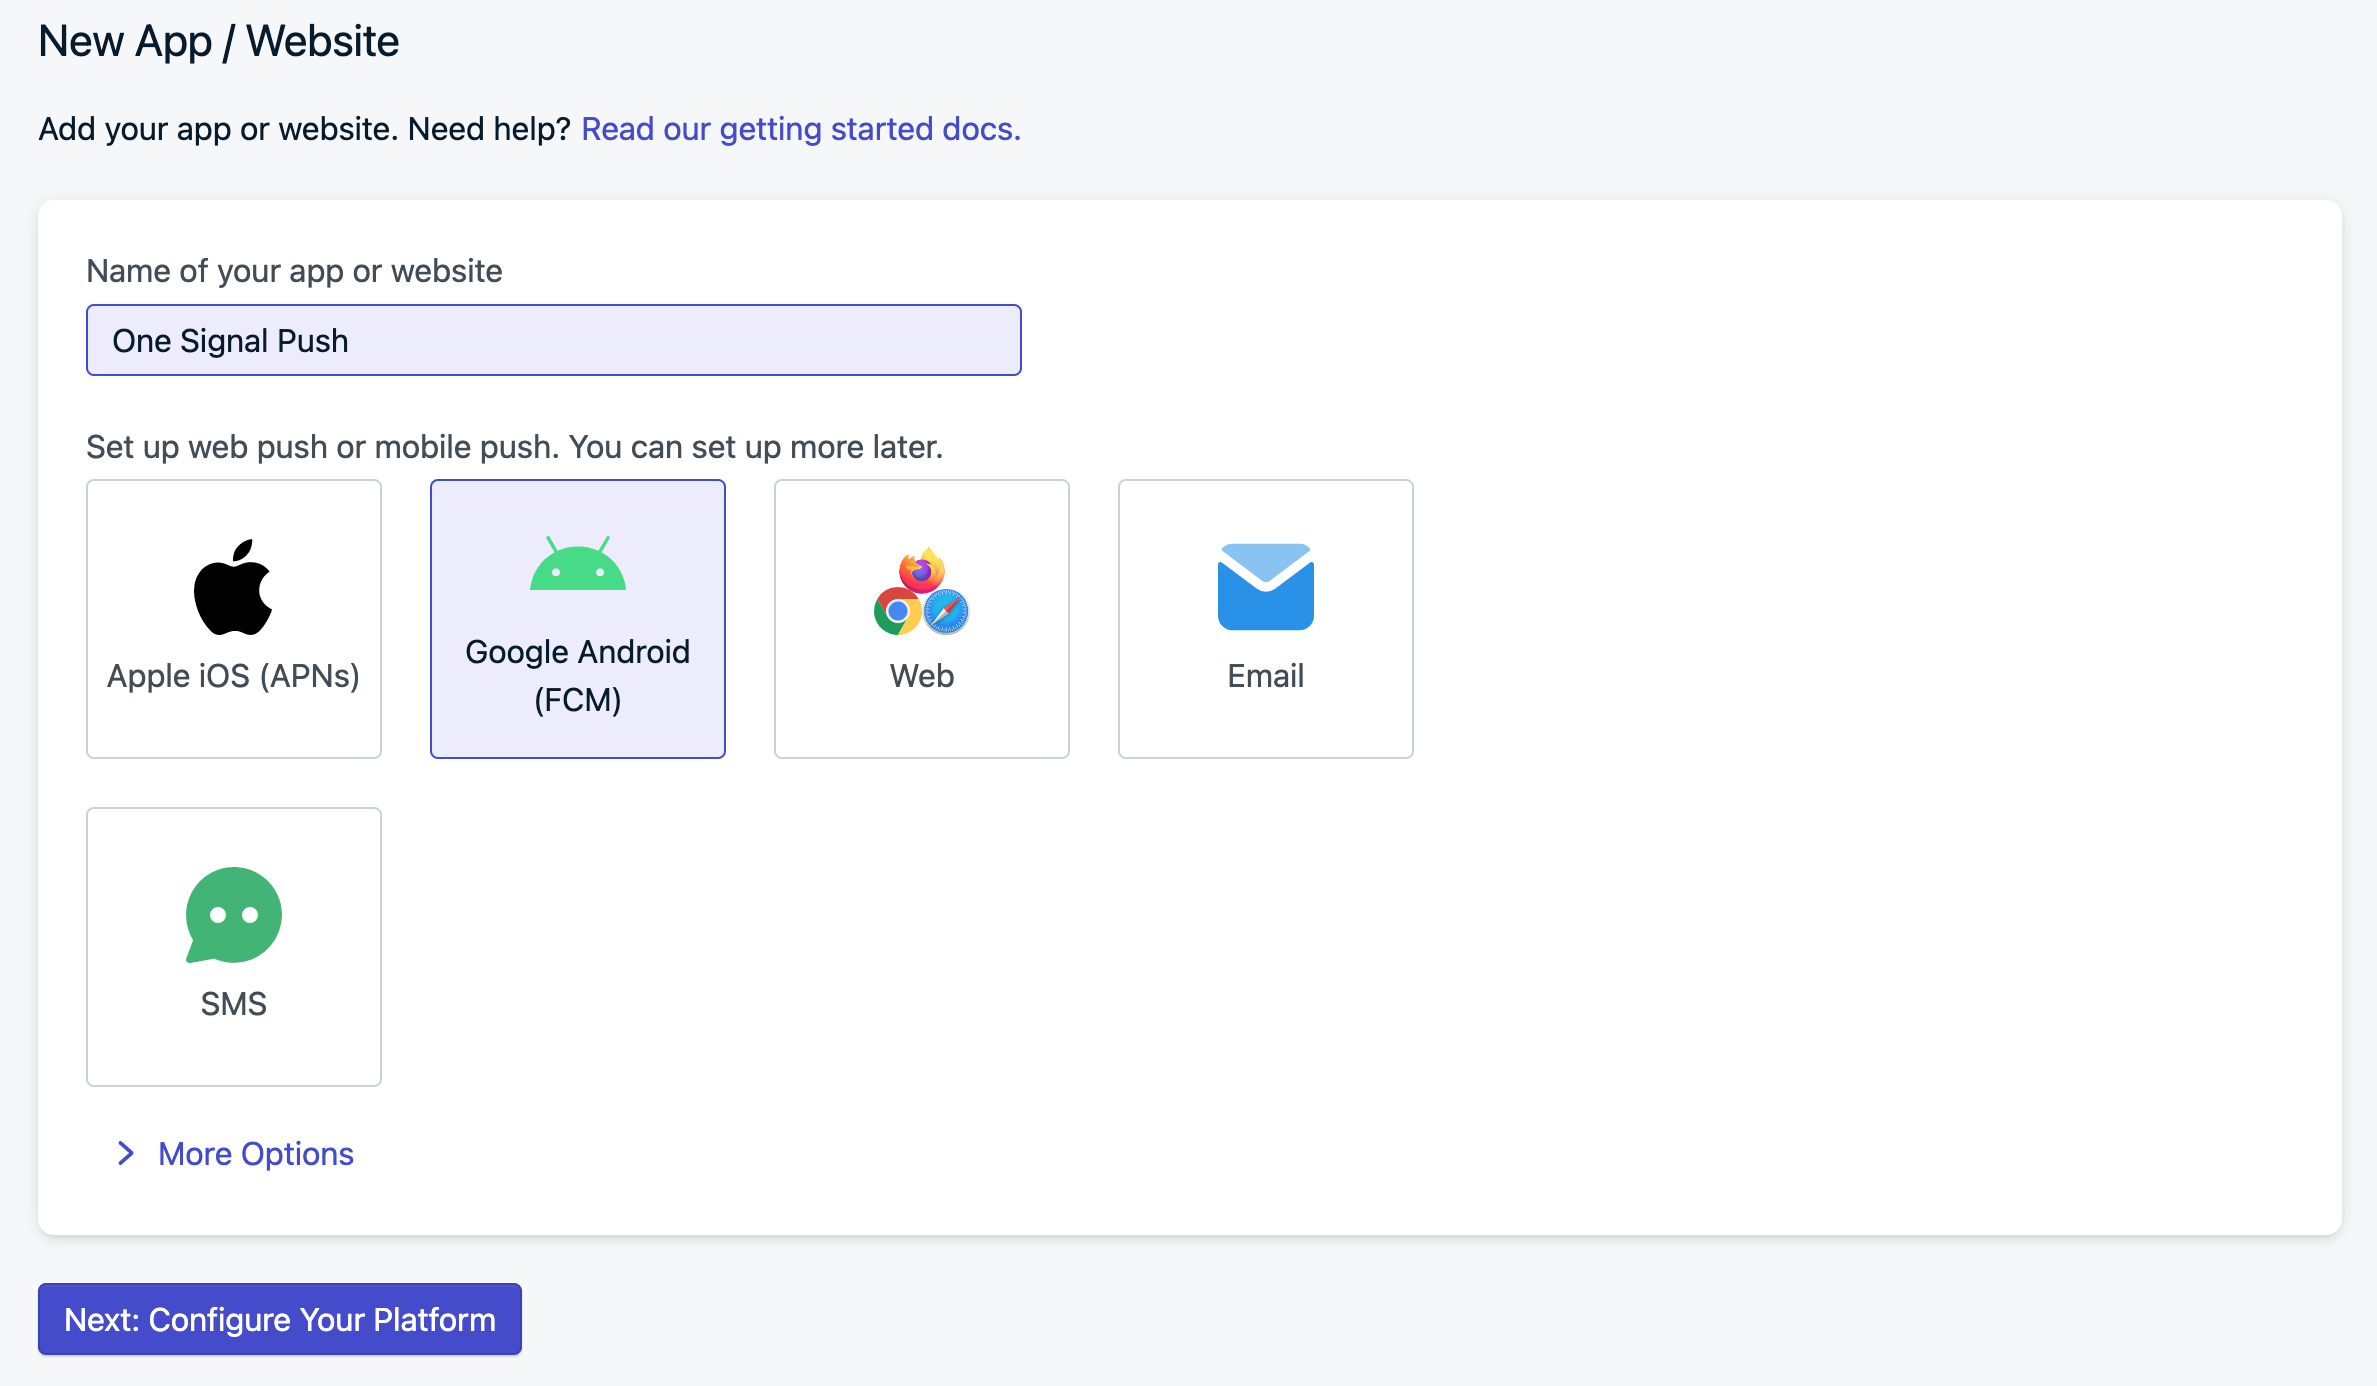 New App / Website
Add your app or website. Need help? Read our getting started docs.
Name of your app or website
One Signal Push
Set up web push or mobile push. You can set up more later.
Apple iOS (APNs)
Google Android
(FCM)
Web
Email
SMS
More Options
Next: Configure Your Platform